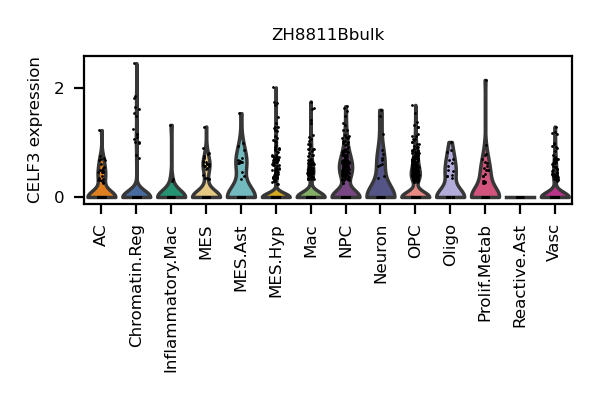 ZH8811Bbulk
CELF3 expression
2
0
AC
Chromatin.Reg
Inflammatory.Mac
MES
MES.Ast
MES.Hyp
Mac
NPC
Neuron
OPC
Oligo
Prolif.Metab
Reactive.Ast
Vasc